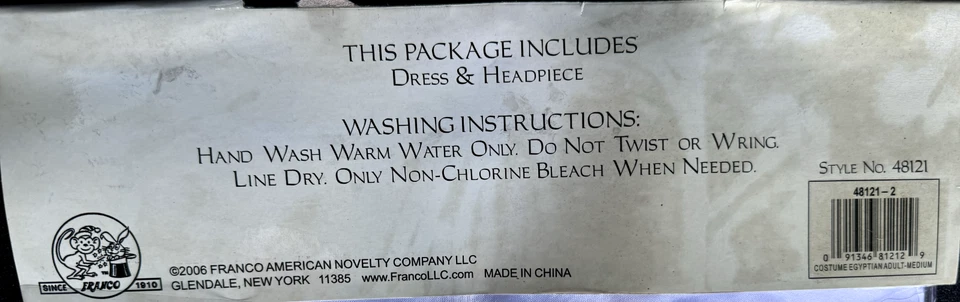 THIS PACKAGE INCLUDES
DRESS & HEADPIECE
WASHING INSTRUCTIONS:
HAND WASH WARM WATER ONLY. DO NOT TWIST OR WRING.
LINE DRY. ONLY NON-CHLORINE BLEACH WHEN NEEDED.
STYLE NO. 48121
48121-2
0 91346 81212 9
COSTUME EGYPTIAN ADULT-MEDIUM
SINCE FRANCO 1910
©2006 FRANCO AMERICAN NOVELTY COMPANY LLC
GLENDALE, NEW YORK 11385 www.FrancoLLC.com MADE IN CHINA